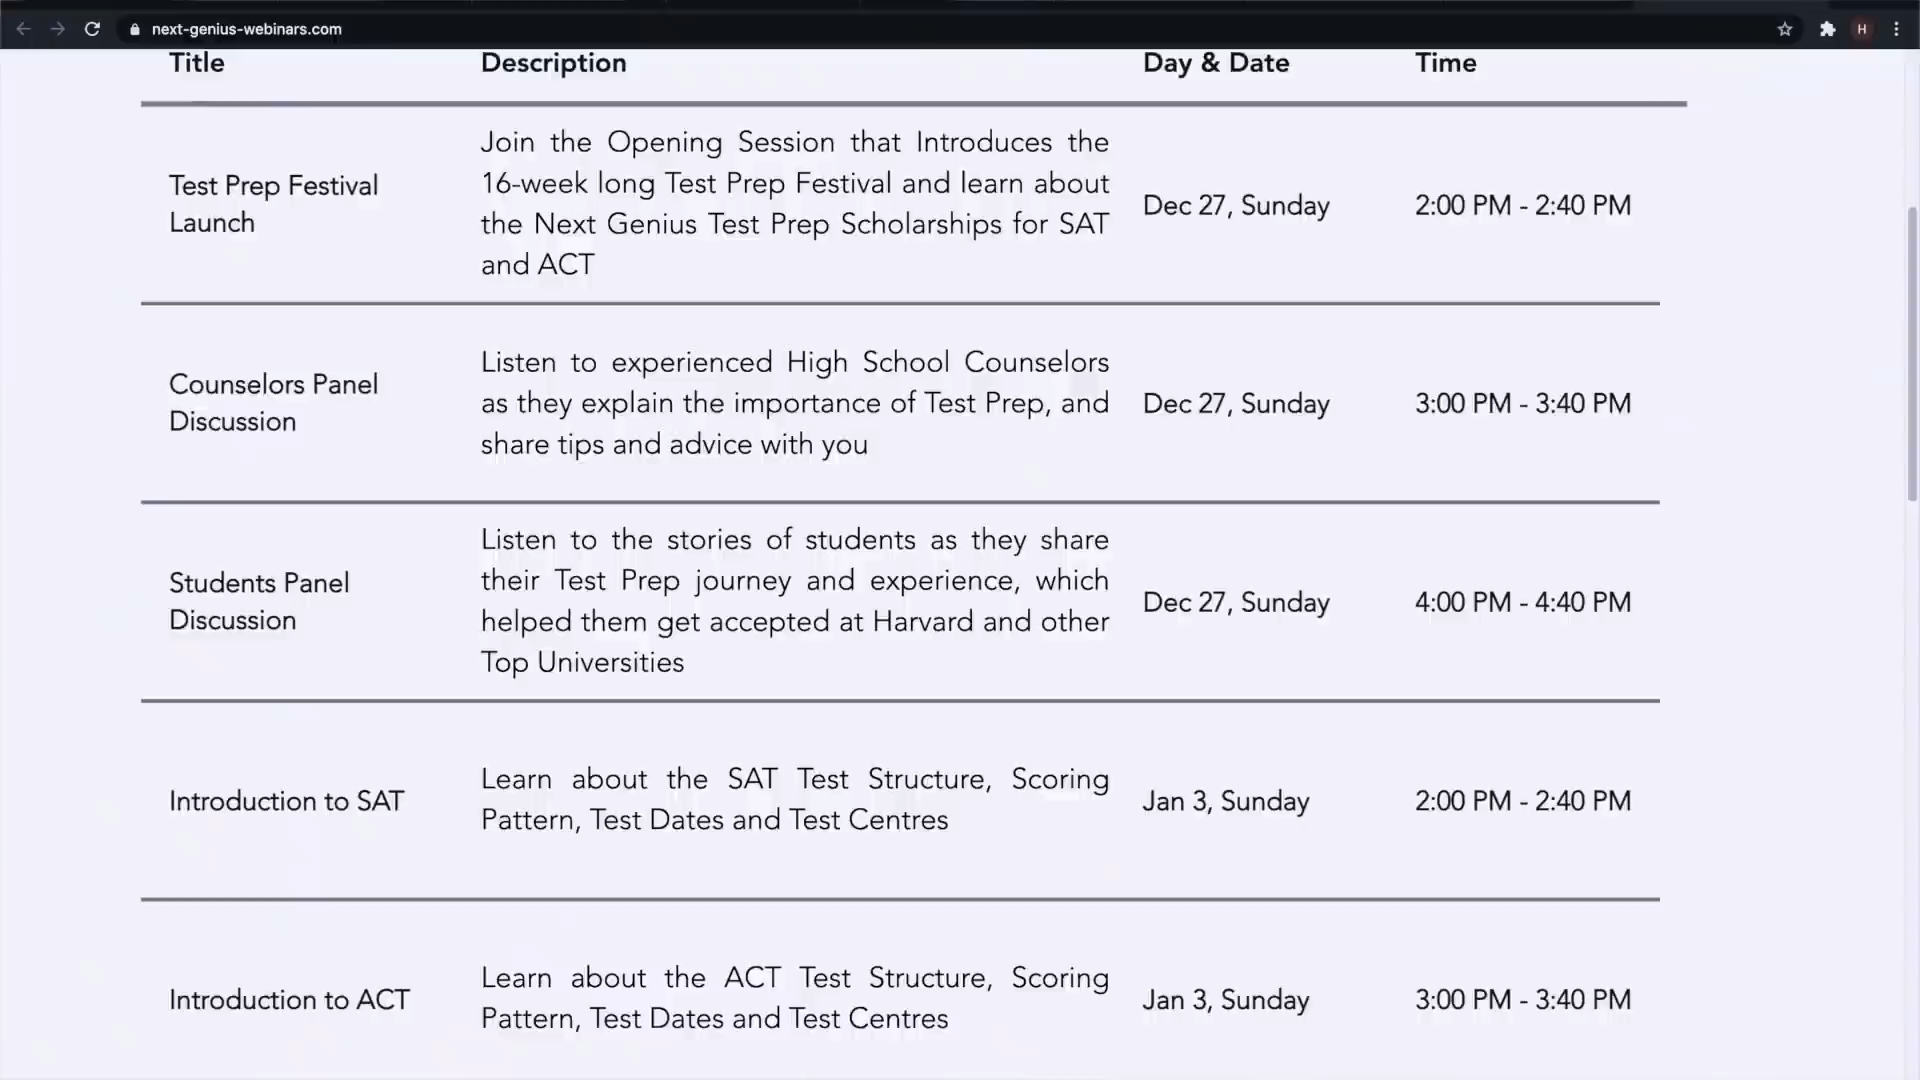 next-genius-webinars.com
H
Title Description Day & Date Time
Test Prep Festival
Launch
Join the Opening Session that Introduces the
16-week long Test Prep Festival and learn about
the Next Genius Test Prep Scholarships for SAT
and ACT
Dec 27, Sunday
2:00 PM - 2:40 PM
Counselors Panel
Discussion
Listen to experienced High School Counselors
as they explain the importance of Test Prep, and
share tips and advice with you
Dec 27, Sunday
3:00 PM - 3:40 PM
Students Panel
Discussion
Listen to the stories of students as they share
their Test Prep journey and experience, which
helped them get accepted at Harvard and other
Top Universities
Dec 27, Sunday
4:00 PM - 4:40 PM
Introduction to SAT
Learn about the SAT Test Structure, Scoring
Pattern, Test Dates and Test Centres
Jan 3, Sunday
2:00 PM - 2:40 PM
Introduction to ACT
Learn about the ACT Test Structure, Scoring
Pattern, Test Dates and Test Centres
Jan 3, Sunday
3:00 PM - 3:40 PM